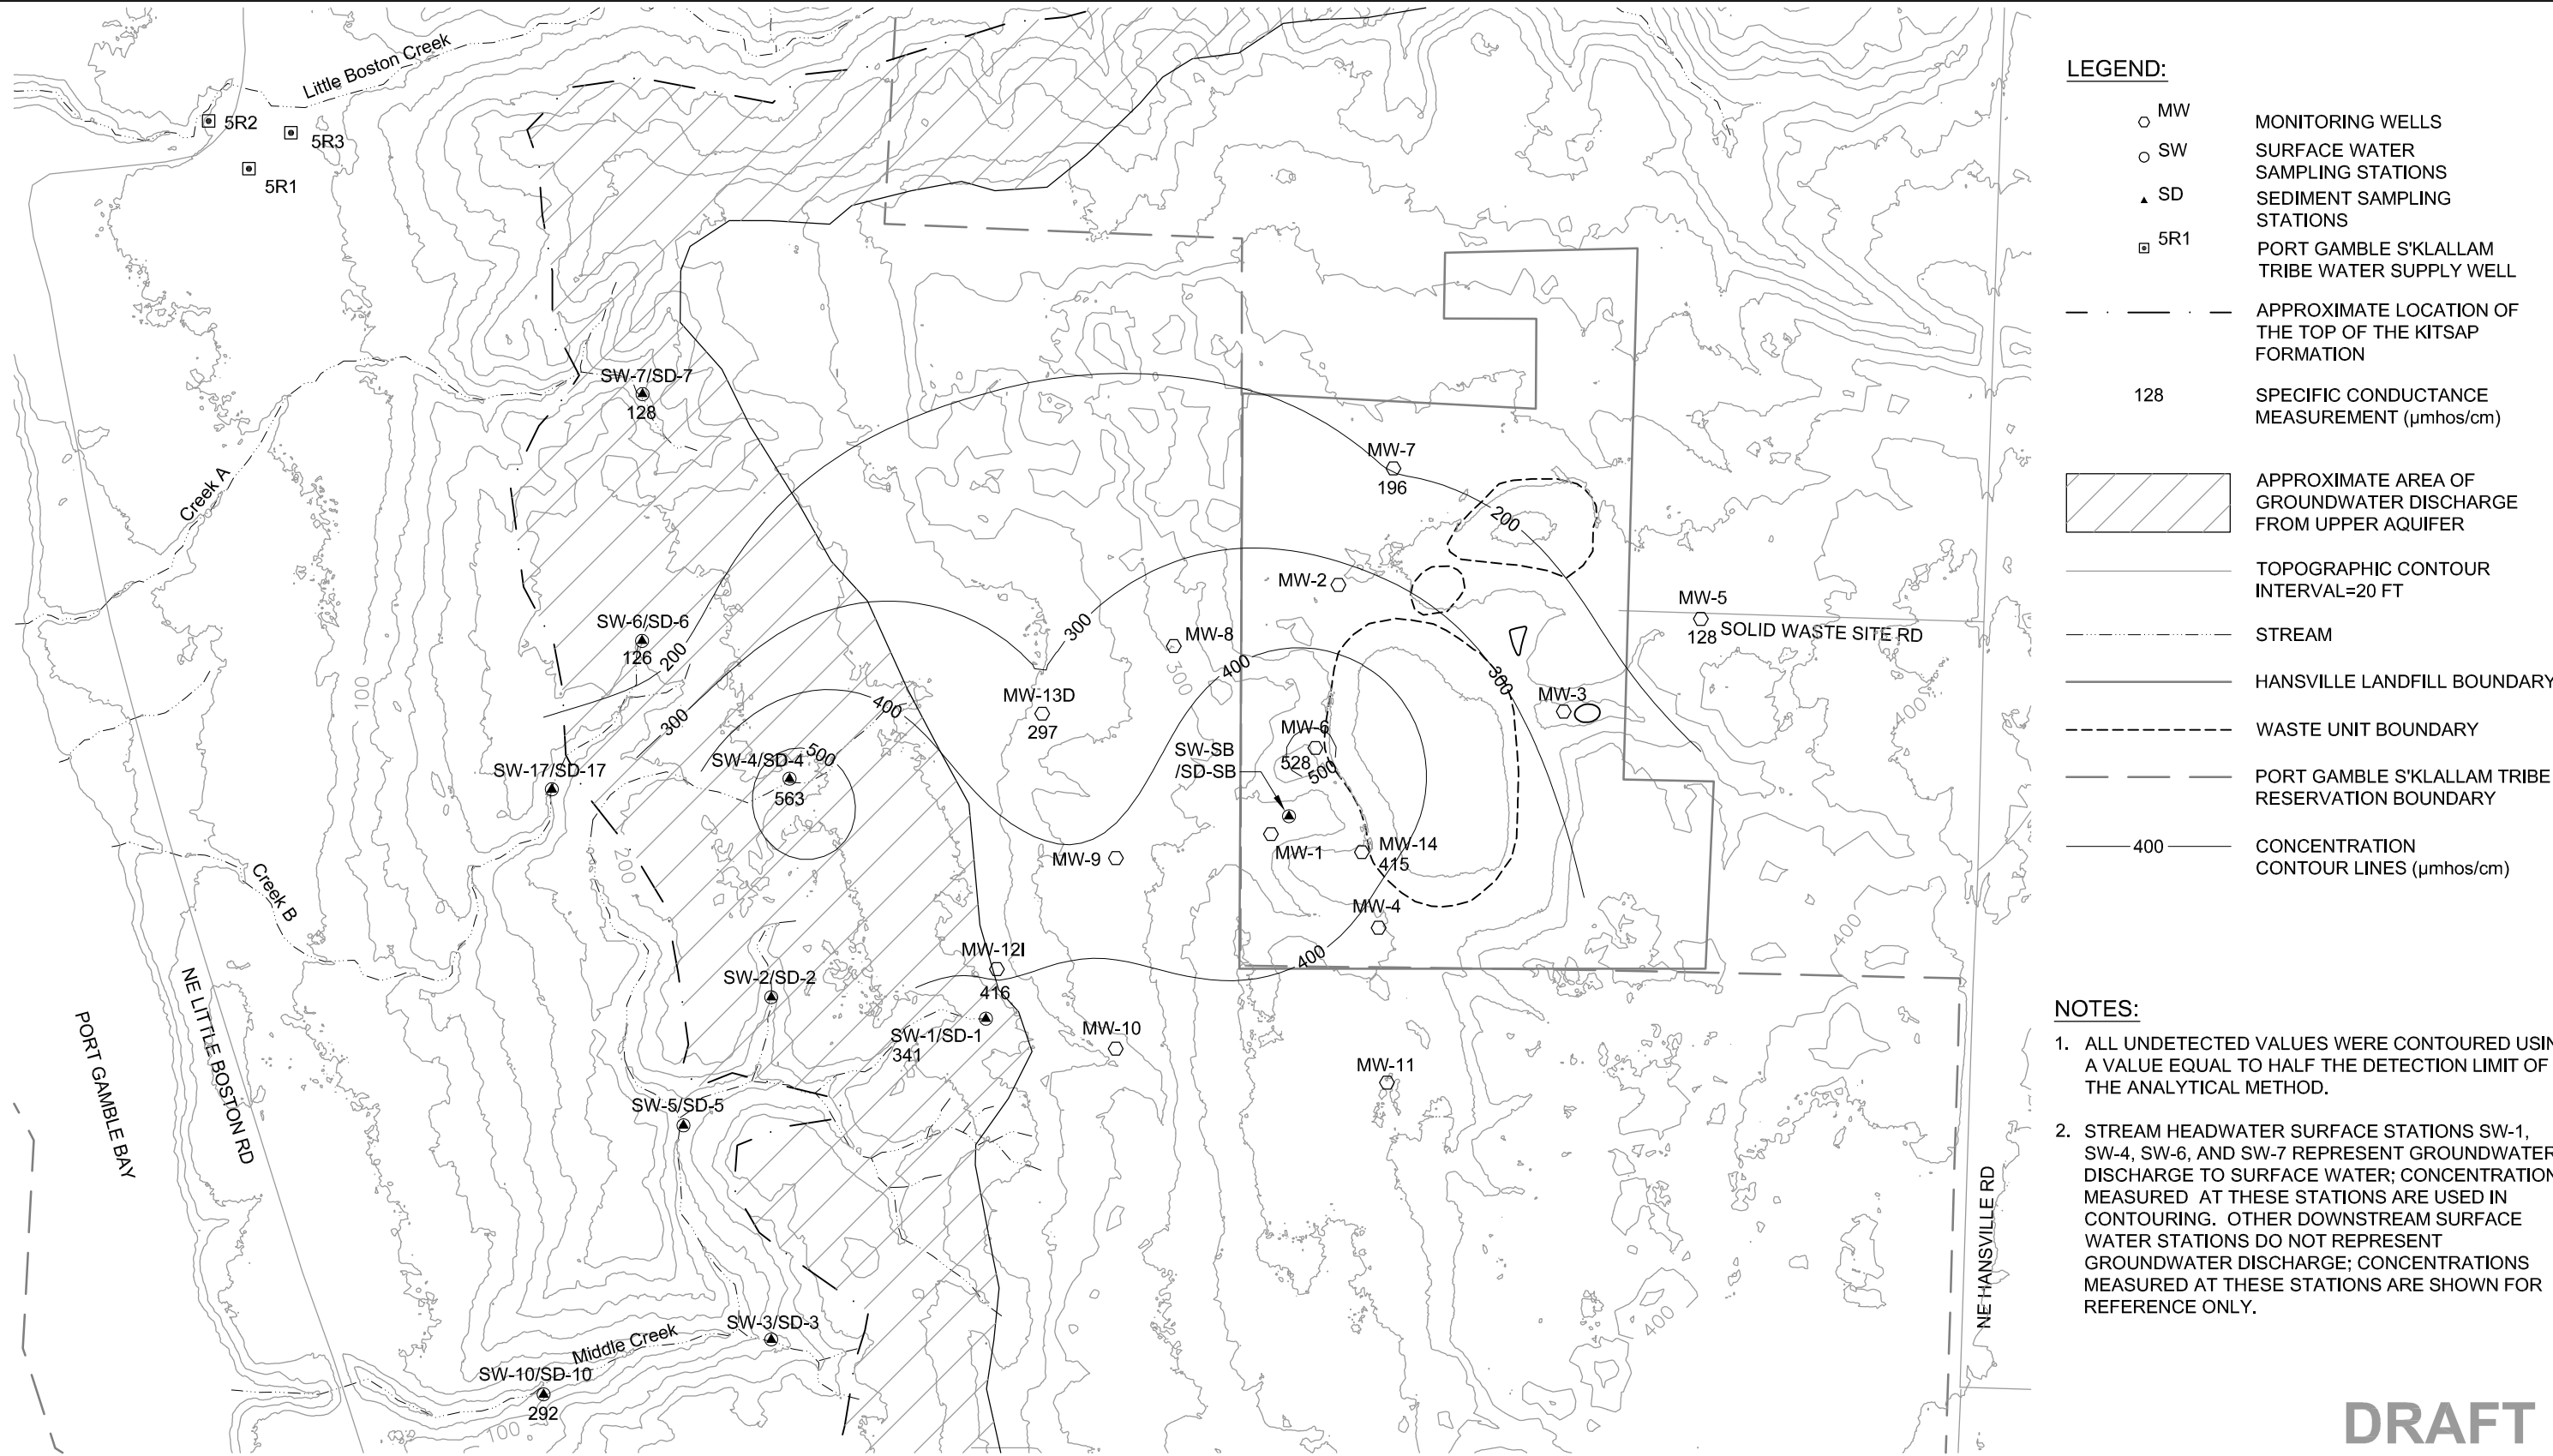 Little Boston Creek
5R2
5R3
5R1
SW-7/SD-7
128
Creek A
MW-7
196
200
MW-2
MW-5
128
SOLID WASTE SITE RD
SW-6/SD-6
126
200
300
MW-8
300
400
300
MW-3
100
MW-13D
297
400
300
400
MW-6
528
500
SW-SB
/SD-SB
SW-4/SD-4
500
563
SW-17/SD-17
MW-1
MW-14
415
MW-9
200
Creek B
MW-4
400
400
MW-12I
416
SW-2/SD-2
SW-1/SD-1
341
MW-10
MW-11
SW-5/SD-5
PORT GAMBLE BAY
NE LITTLE BOSTON RD
NE HANSVILLE RD
400
SW-3/SD-3
Middle Creek
SW-10/SD-10
292
100
LEGEND:
MW
MONITORING WELLS
SW
SURFACE WATER
SAMPLING STATIONS
SD
SEDIMENT SAMPLING
STATIONS
5R1
PORT GAMBLE S'KLALLAM
TRIBE WATER SUPPLY WELL
APPROXIMATE LOCATION OF
THE TOP OF THE KITSAP
FORMATION
128
SPECIFIC CONDUCTANCE
MEASUREMENT (µmhos/cm)
APPROXIMATE AREA OF
GROUNDWATER DISCHARGE
FROM UPPER AQUIFER
TOPOGRAPHIC CONTOUR
INTERVAL=20 FT
STREAM
HANSVILLE LANDFILL BOUNDARY
WASTE UNIT BOUNDARY
PORT GAMBLE S'KLALLAM TRIBE
RESERVATION BOUNDARY
400
CONCENTRATION
CONTOUR LINES (µmhos/cm)
NOTES:
1. ALL UNDETECTED VALUES WERE CONTOURED USIN
A VALUE EQUAL TO HALF THE DETECTION LIMIT OF
THE ANALYTICAL METHOD.
2. STREAM HEADWATER SURFACE STATIONS SW-1,
SW-4, SW-6, AND SW-7 REPRESENT GROUNDWATER
DISCHARGE TO SURFACE WATER; CONCENTRATION
MEASURED AT THESE STATIONS ARE USED IN
CONTOURING. OTHER DOWNSTREAM SURFACE
WATER STATIONS DO NOT REPRESENT
GROUNDWATER DISCHARGE; CONCENTRATIONS
MEASURED AT THESE STATIONS ARE SHOWN FOR
REFERENCE ONLY.
DRAFT